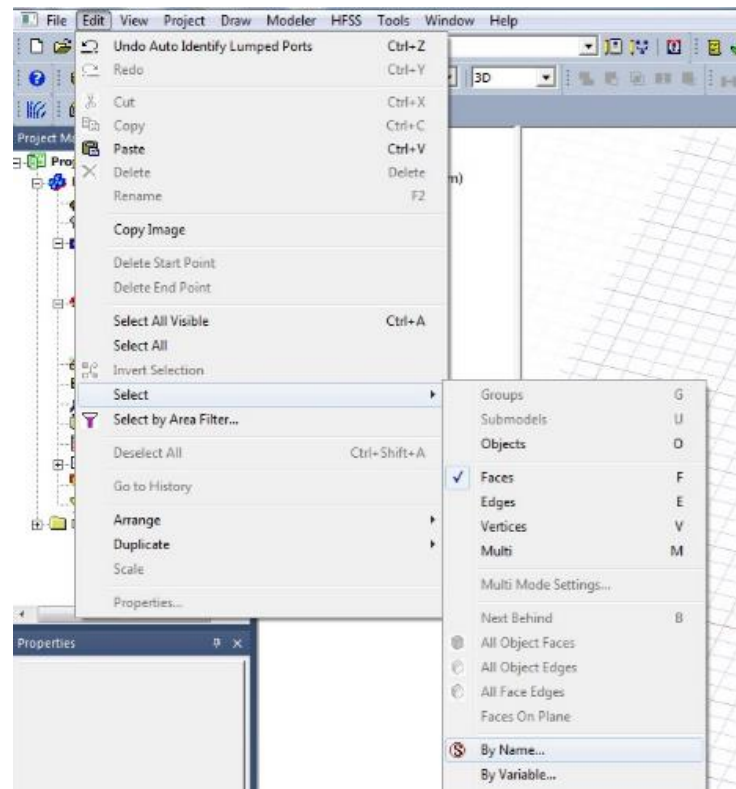 File Edit View Project Draw Modeler HFSS Tools Window Help
Undo Auto Identify Lumped Ports Ctrl+Z
Redo Ctrl+Y
3D
Cut Ctrl+X
Copy Ctrl+C
Project
Paste Ctrl+V
Delete Delete
Rename F2
Copy Image
Delete Start Point
Delete End Point
Select All Visible Ctrl+A
Select All
Invert Selection
Select
Select by Area Filter...
Deselect All Ctrl+Shift+A
Go to History
Arrange
Duplicate
Scale
Properties...
Groups G
Submodels U
Objects O
Faces F
Edges E
Vertices V
Multi M
Multi Mode Settings...
Next Behind B
All Object Faces
All Object Edges
All Face Edges
Faces On Plane
By Name...
By Variable...
Properties